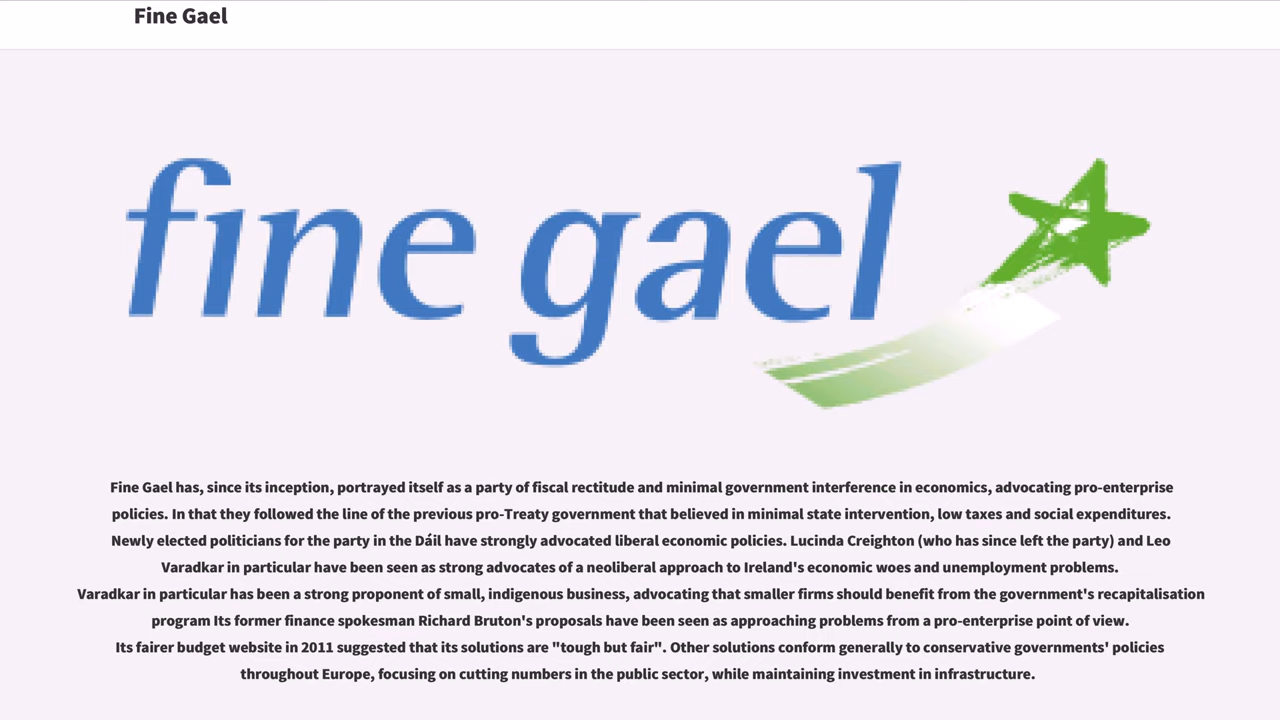 Fine Gael
fine gael
Fine Gael has, since its inception, portrayed itself as a party of fiscal rectitude and minimal government interference in economics, advocating pro-enterprise
policies. In that they followed the line of the previous pro-Treaty government that believed in minimal state intervention, low taxes and social expenditures.
Newly elected politicians for the party in the Dáil have strongly advocated liberal economic policies. Lucinda Creighton (who has since left the party) and Leo
Varadkar in particular have been seen as strong advocates of a neoliberal approach to Ireland's economic woes and unemployment problems.
Varadkar in particular has been a strong proponent of small, indigenous business, advocating that smaller firms should benefit from the government's recapitalisation
program Its former finance spokesman Richard Bruton's proposals have been seen as approaching problems from a pro-enterprise point of view.
Its fairer budget website in 2011 suggested that its solutions are "tough but fair". Other solutions conform generally to conservative governments' policies
throughout Europe, focusing on cutting numbers in the public sector, while maintaining investment in infrastructure.